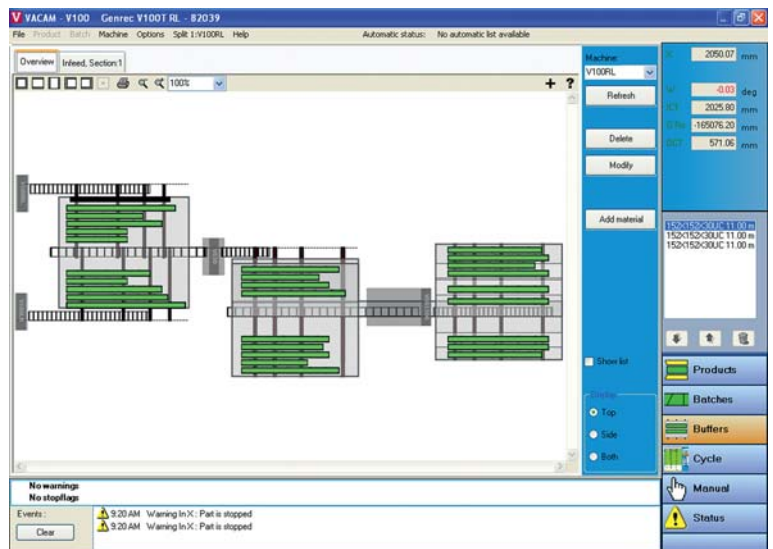 VACAM - V100 Genrec V100T RL - 82039
File Product Batch Machine Options Split 1:V100RL Help Automatic status: No automatic list available
Overview Infeed, Section:1
100%
+ ?
Machine:
V100RL
Refresh
Delete
Modify
Add material
Show list
Display
Top
Side
Both
X 2050.07 mm
W -0.03 deg
2025.80 mm
-165076.20 mm
571.06 mm
152X152X30UC 11.00 m
152X152X30UC 11.00 m
152X152X30UC 11.00 m
Products
Batches
Buffers
Cycle
Manual
Status
No warnings
No stopflags
Events:
Clear
9:20 AM Warning In X : Part is stopped
9:20 AM Warning In X : Part is stopped